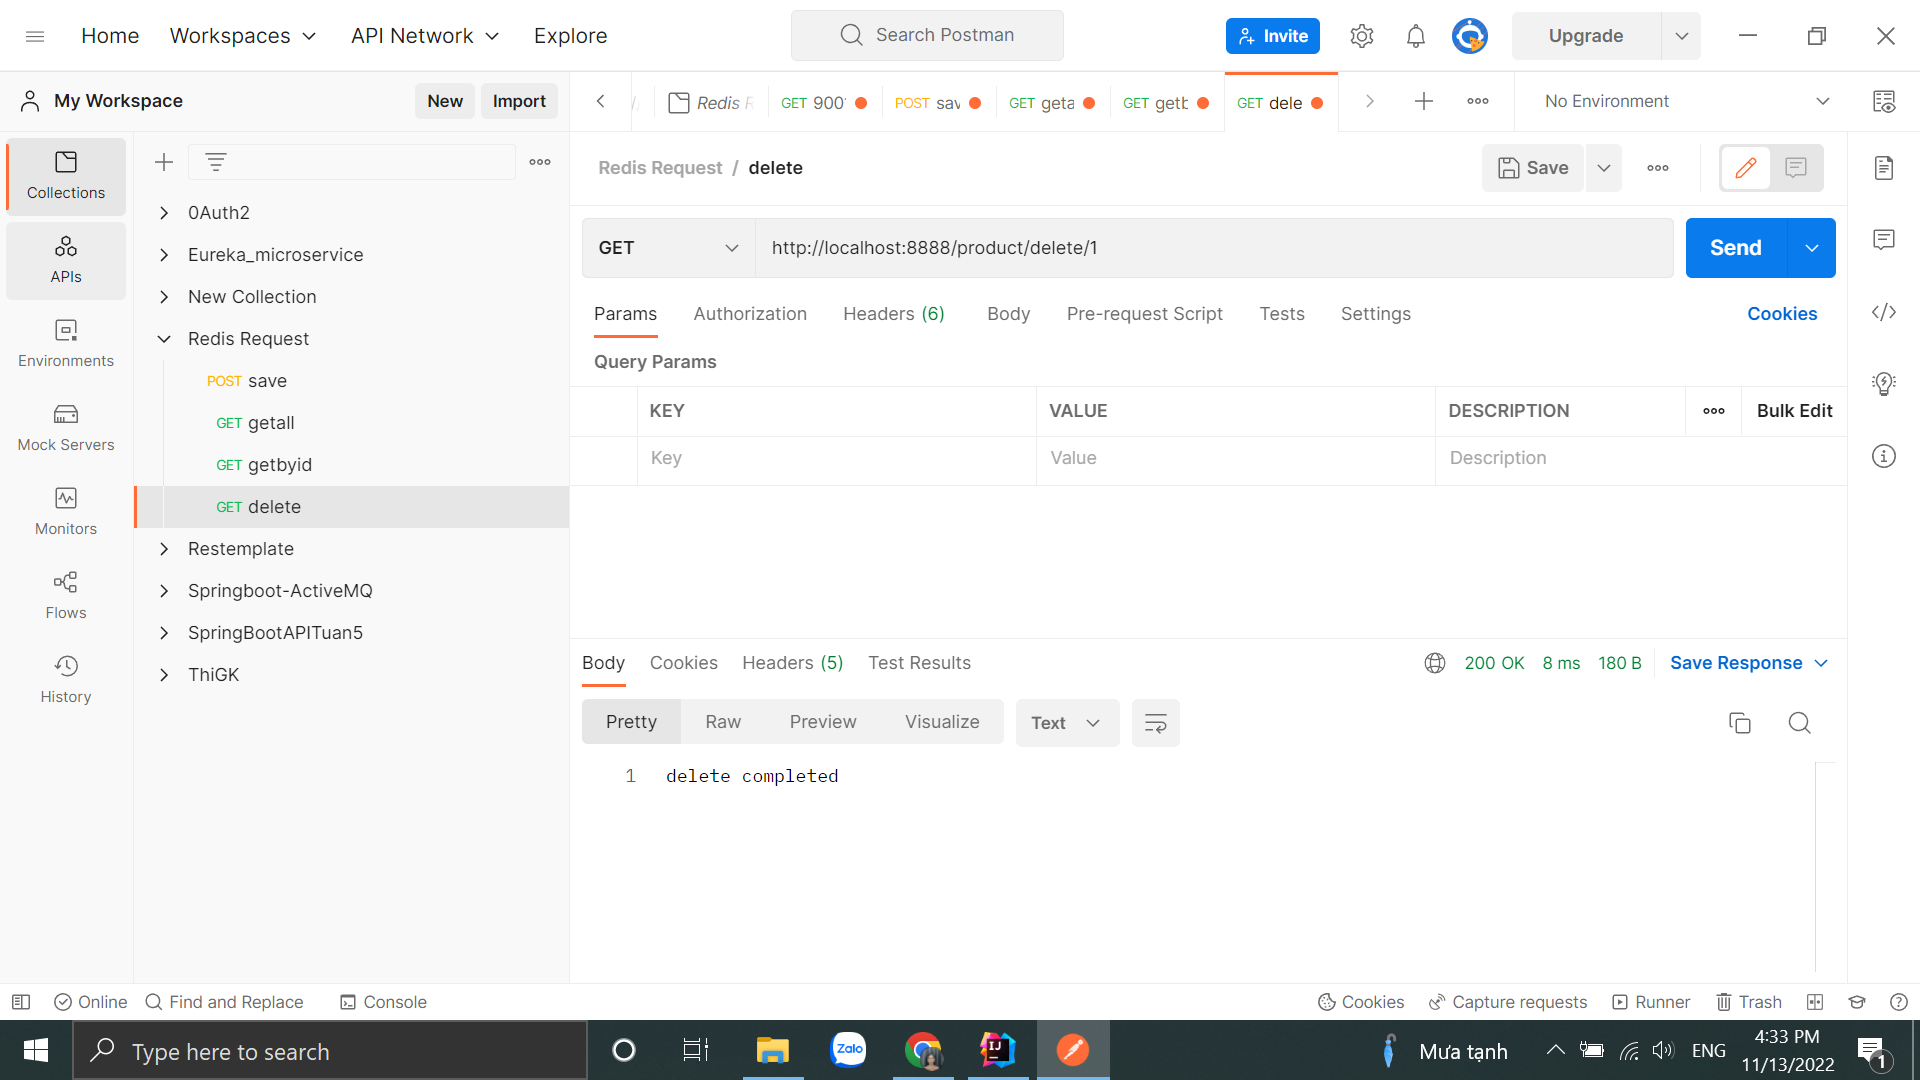 Home Workspaces API Network Explore Search Postman Invite Upgrade
My Workspace New Import Redis R GET 900 POST sav GET geta GET getb GET dele No Environment
Collections
APIs
Environments
Mock Servers
Monitors
Flows
History
0Auth2
Eureka_microservice
New Collection
Redis Request
POST save
GET getall
GET getbyid
GET delete
Restemplate
Springboot-ActiveMQ
SpringBootAPITuan5
ThiGK
Redis Request / delete Save
GET http://localhost:8888/product/delete/1 Send
Params Authorization Headers (6) Body Pre-request Script Tests Settings Cookies
Query Params
KEY VALUE DESCRIPTION Bulk Edit
Key Value Description
Body Cookies Headers (5) Test Results 200 OK 8 ms 180 B Save Response
Pretty Raw Preview Visualize Text
1 delete completed
Online Find and Replace Console Cookies Capture requests Runner Trash
Type here to search Zalo IJ Mưa tạnh ENG 4:33 PM
11/13/2022 1